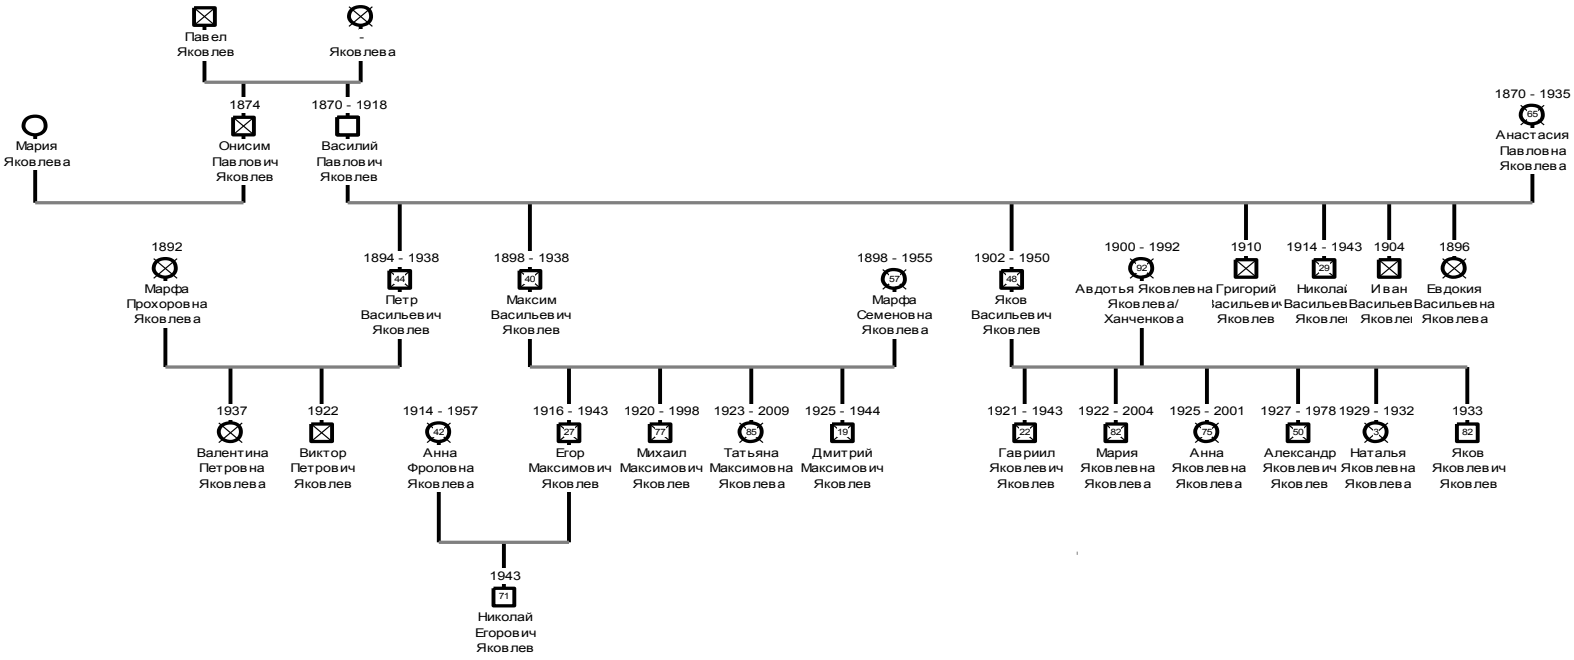 Павел
Яковлев
-
Яковлева
1874
Онисим
Павлович
Яковлев
1870 - 1918
Василий
Павлович
Яковлев
Мария
Яковлева
1870 - 1935
65
Анастасия
Павловна
Яковлева
1892
Марфа
Прохоровна
Яковлева
1894 - 1938
44
Петр
Васильевич
Яковлев
1898 - 1938
40
Максим
Васильевич
Яковлев
1898 - 1955
57
Марфа
Семеновна
Яковлева
1902 - 1950
48
Яков
Васильевич
Яковлев
1900 - 1992
92
Авдотья Яковлевна
Яковлева/
Ханченкова
1910
Григорий
Васильевич
Яковлев
1914 - 1943
29
Николай
Васильев
Яковлев
1904
Иван
Васильев
Яковлев
1896
Евдокия
Васильевна
Яковлева
1937
Валентина
Петровна
Яковлева
1922
Виктор
Петрович
Яковлев
1914 - 1957
42
Анна
Фроловна
Яковлева
1916 - 1943
27
Егор
Максимович
Яковлев
1920 - 1998
77
Михаил
Максимович
Яковлев
1923 - 2009
85
Татьяна
Максимовна
Яковлева
1925 - 1944
19
Дмитрий
Максимович
Яковлев
1921 - 1943
22
Гавриил
Яковлевич
Яковлев
1922 - 2004
82
Мария
Яковлевна
Яковлева
1925 - 2001
75
Анна
Яковлевна
Яковлева
1927 - 1978
50
Александр
Яковлевич
Яковлев
1929 - 1932
3
Наталья
Яковлевна
Яковлева
1933
82
Яков
Яковлевич
Яковлев
1943
71
Николай
Егорович
Яковлев